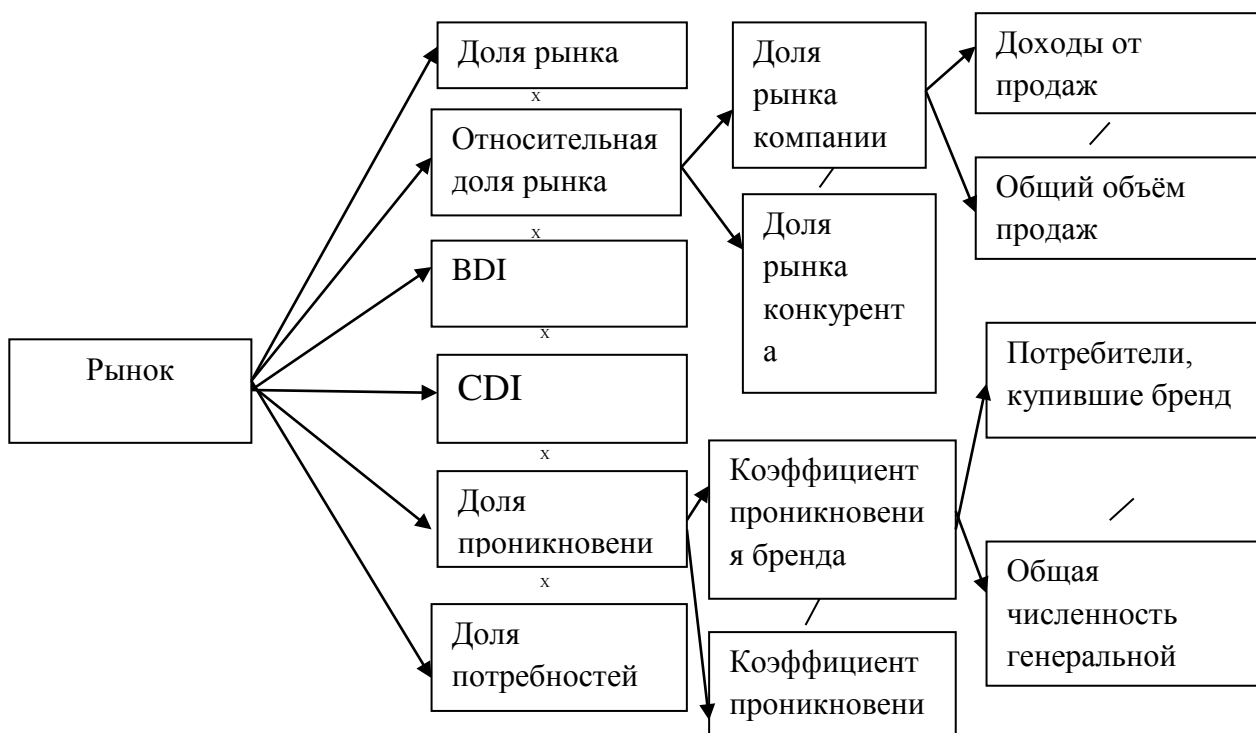 Рынок
Доля рынка
x
Относительная
доля рынка
x
BDI
x
CDI
x
Доля
проникновени
x
Доля
потребностей
Доля
рынка
компании
/
Доля
рынка
конкурент
а
Коэффициент
проникновени
я бренда
/
Коэффициент
проникновени
Доходы от
продаж
/
Общий объём
продаж
Потребители,
купившие бренд
/
Общая
численность
генеральной